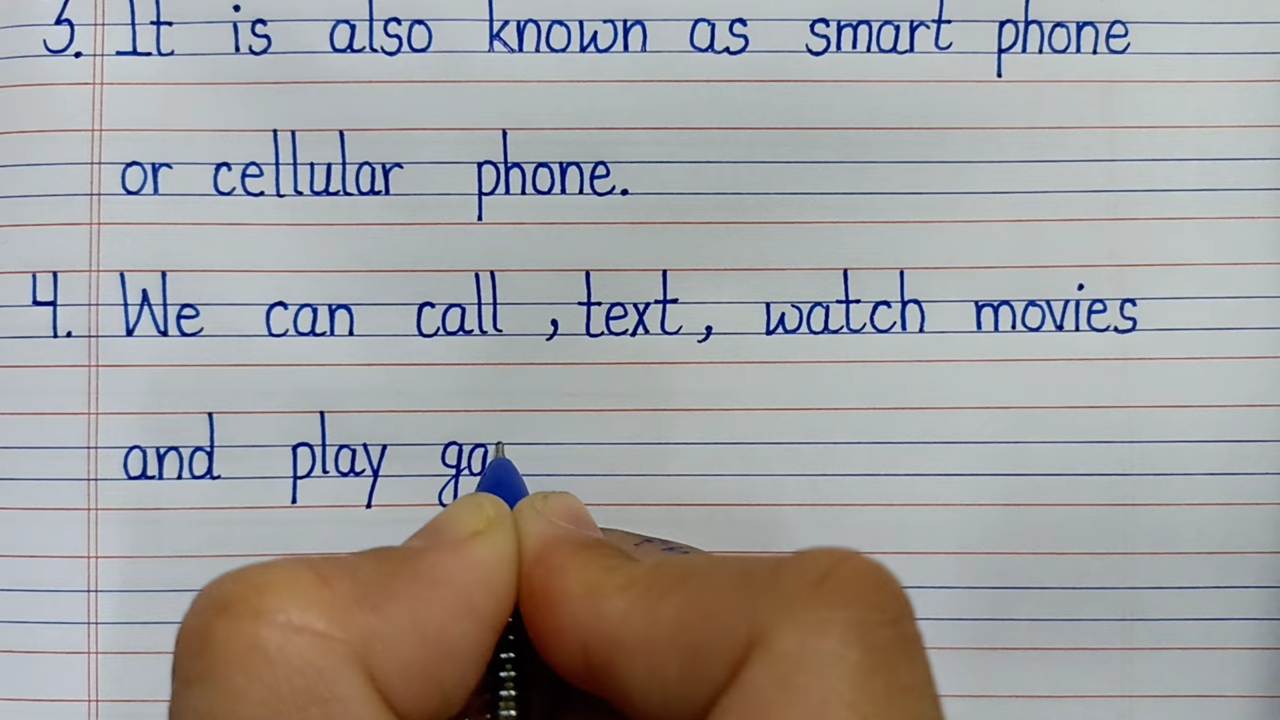 3. It is also known as smart phone
or cellular phone.
4. We can call , text, watch movies
and play ga